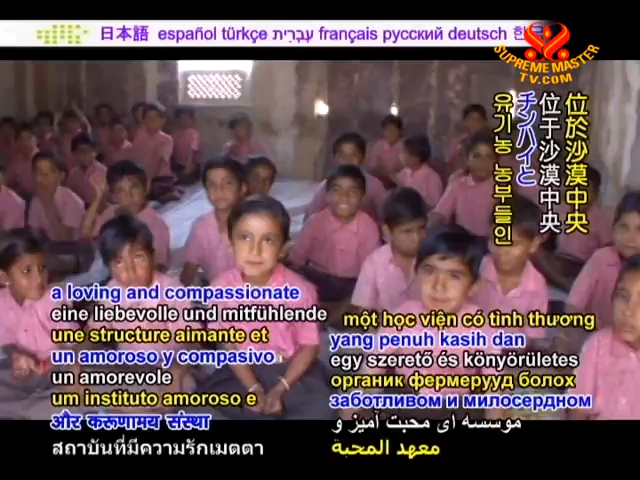 日本語 español türkçe עִבְרִית français русский deutsch 한국
SUPREME MASTER
TV.COM
位於沙漠中央
位于沙漠中央
チンハイと
유기농 농부들인
a loving and compassionate
eine liebevolle und mitfühlende
une structure aimante et
un amoroso y compasivo
un amorevole
um instituto amoroso e
और करूणामय संस्था
สถาบันที่มีความรักเมตตา
một học viện có tình thương
yang penuh kasih dan
egy szerető és könyörületes
органик фермерууд болох
заботливом и милосердном
موسسه ای محبت آمیز و
معهد المحبة